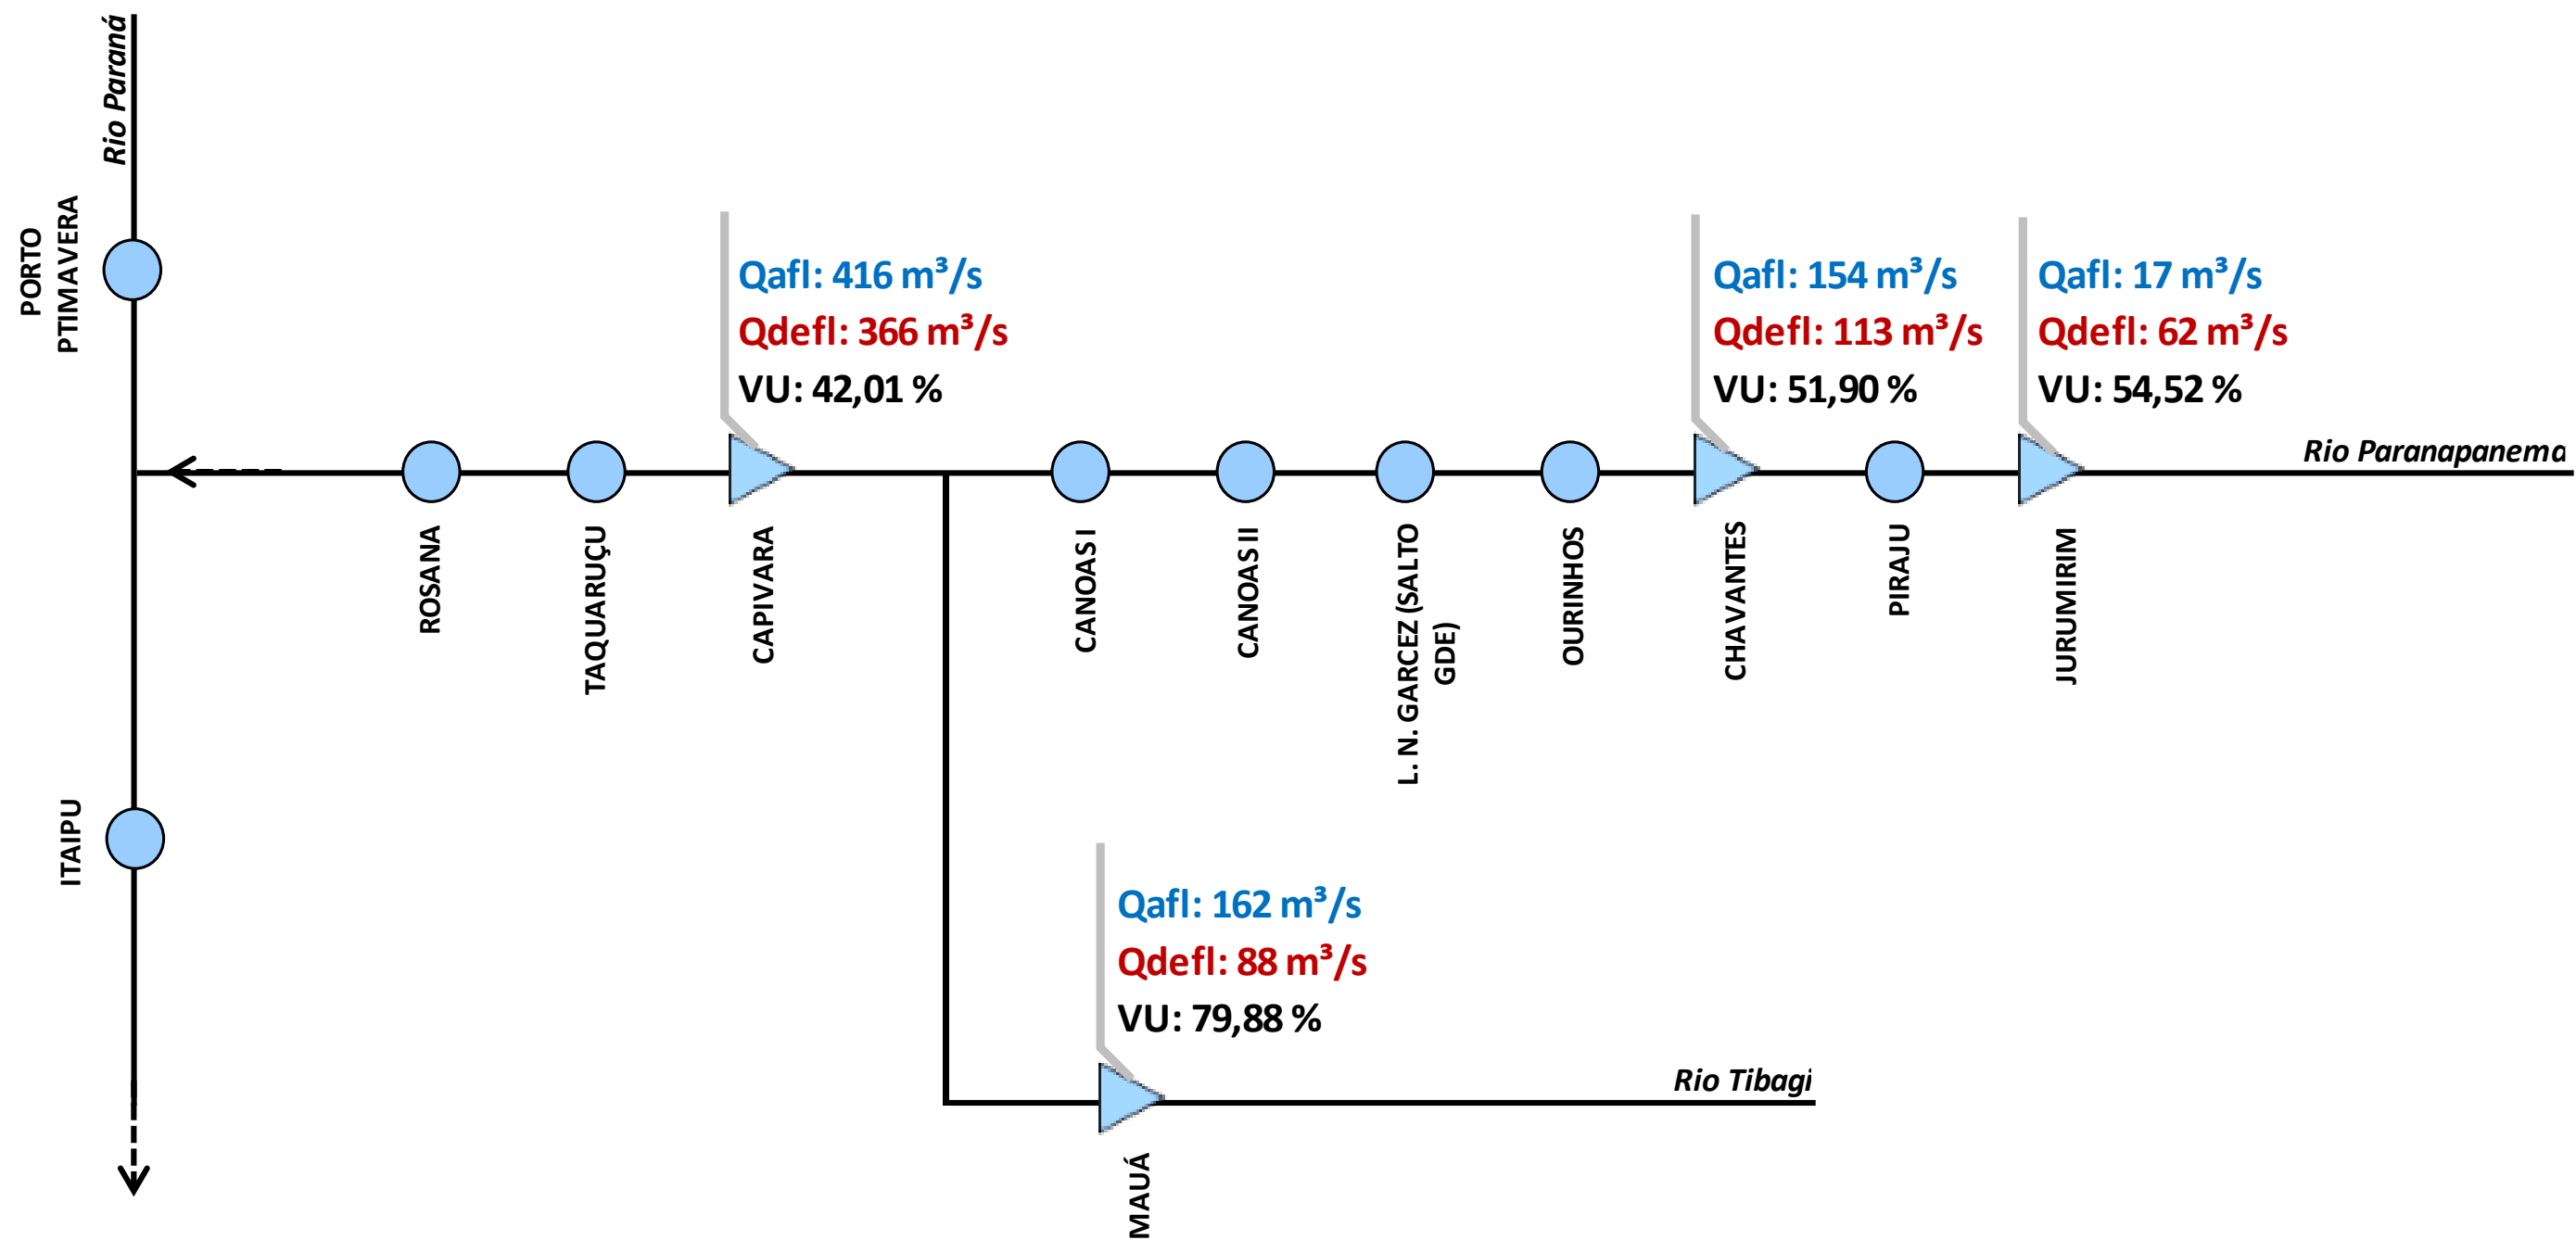 Rio Paraná
PORTO
PTIMAVERA
Qafl: 416 m³/s
Qdefl: 366 m³/s
VU: 42,01 %
Qafl: 154 m³/s
Qdefl: 113 m³/s
VU: 51,90 %
Qafl: 17 m³/s
Qdefl: 62 m³/s
VU: 54,52 %
Rio Paranapanema
ROSANA
TAQUARUÇU
CAPIVARA
CANOAS I
CANOAS II
L. N. GARCEZ (SALTO
GDE)
OURINHOS
CHAVANTES
PIRAJU
JURUMIRIM
ITAIPU
Qafl: 162 m³/s
Qdefl: 88 m³/s
VU: 79,88 %
Rio Tibagi
MAUÁ